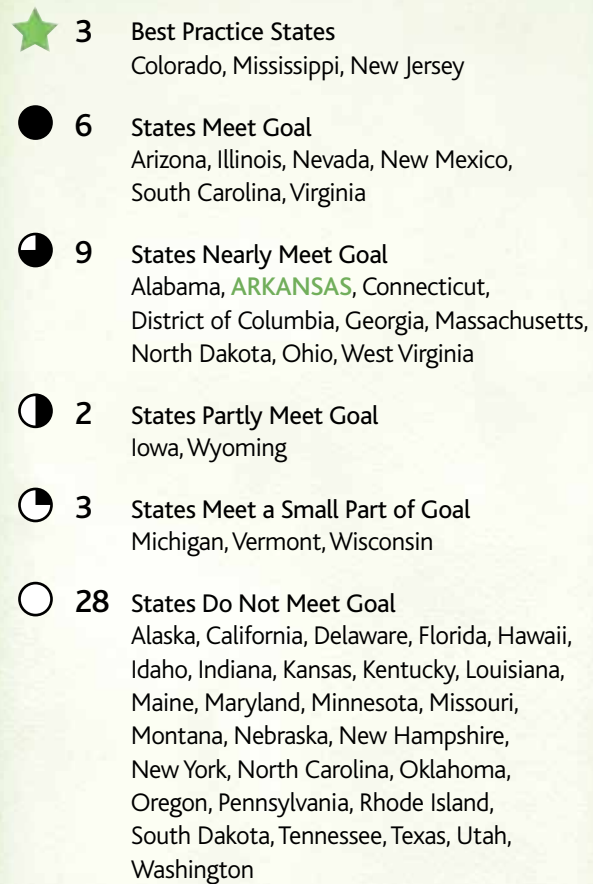 3 Best Practice States
Colorado, Mississippi, New Jersey
6 States Meet Goal
Arizona, Illinois, Nevada, New Mexico,
South Carolina, Virginia
9 States Nearly Meet Goal
Alabama, ARKANSAS, Connecticut,
District of Columbia, Georgia, Massachusetts,
North Dakota, Ohio, West Virginia
2 States Partly Meet Goal
Iowa, Wyoming
3 States Meet a Small Part of Goal
Michigan, Vermont, Wisconsin
28 States Do Not Meet Goal
Alaska, California, Delaware, Florida, Hawaii,
Idaho, Indiana, Kansas, Kentucky, Louisiana,
Maine, Maryland, Minnesota, Missouri,
Montana, Nebraska, New Hampshire,
New York, North Carolina, Oklahoma,
Oregon, Pennsylvania, Rhode Island,
South Dakota, Tennessee, Texas, Utah,
Washington